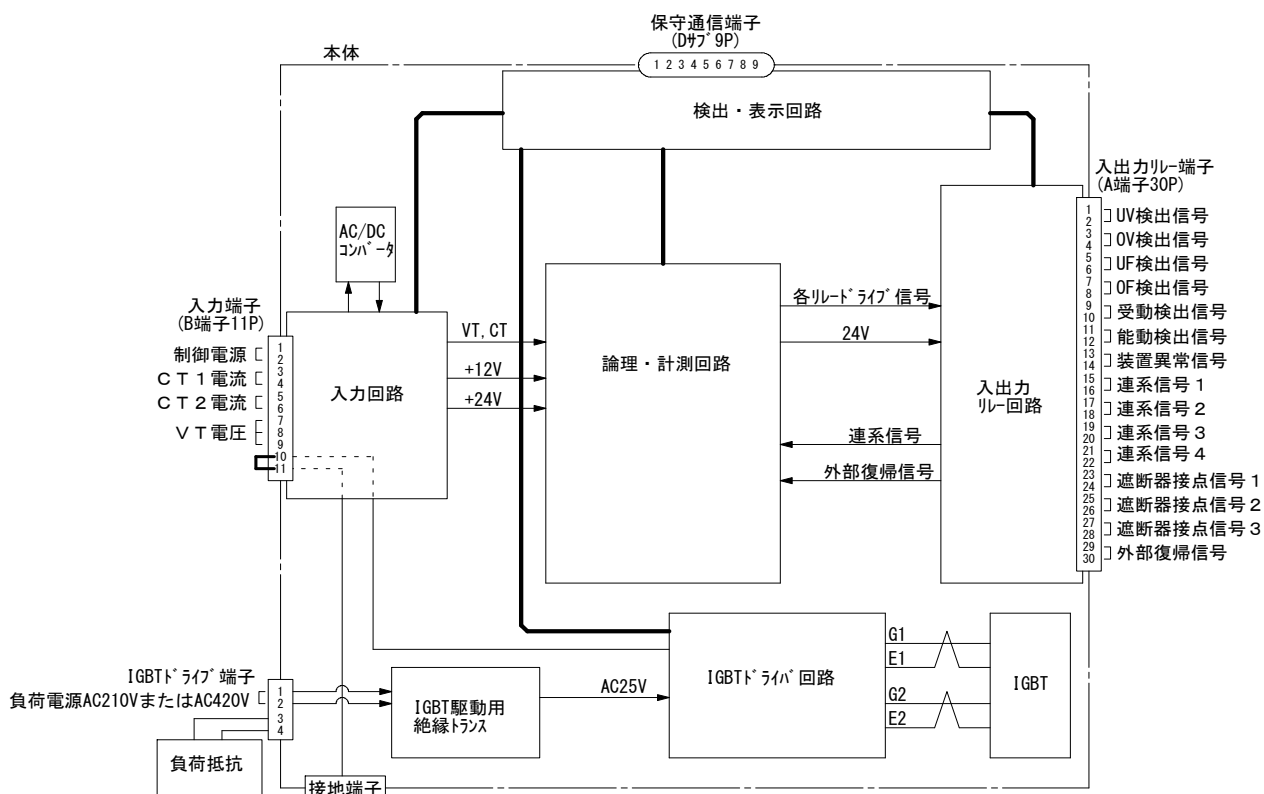 保守通信端子
(Dｻﾌﾞ9P)
本体
1 2 3 4 5 6 7 8 9
検出・表示回路
入出力ﾘﾚｰ端子
(A端子30P)
AC/DC
ｺﾝﾊﾞｰﾀ
入力端子
(B端子11P)
制御電源
ＣＴ１電流
ＣＴ２電流
ＶＴ電圧
1
2
3
4
5
6
7
8
9
10
11
入力回路
VT, CT
+12V
+24V
論理・計測回路
各ﾘﾚｰﾄﾞﾗｲﾌﾞ信号
24V
連系信号
外部復帰信号
入出力
ﾘﾚｰ回路
1
2
3
4
5
6
7
8
9
10
11
12
13
14
15
16
17
18
19
20
21
22
23
24
25
26
27
28
29
30
UV検出信号
OV検出信号
UF検出信号
OF検出信号
受動検出信号
能動検出信号
装置異常信号
連系信号１
連系信号２
連系信号３
連系信号４
遮断器接点信号１
遮断器接点信号２
遮断器接点信号３
外部復帰信号
IGBTﾄﾞﾗｲﾌﾞ端子
負荷電源AC210VまたはAC420V
1
2
3
4
負荷抵抗
接地端子
IGBT駆動用
絶縁ﾄﾗﾝｽ
AC25V
IGBTﾄﾞﾗｲﾊﾞ回路
G1
E1
G2
E2
IGBT